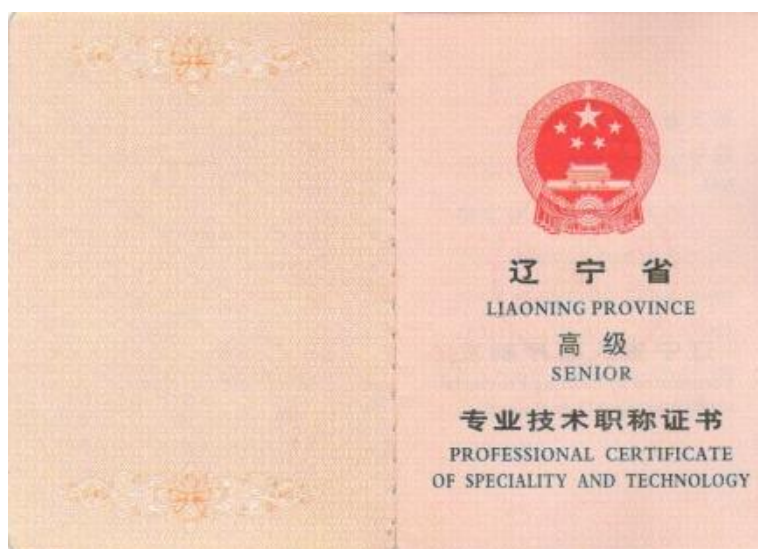 辽宁省
LIAONING PROVINCE
高级
SENIOR
专业技术职称证书
PROFESSIONAL CERTIFICATE
OF SPECIALITY AND TECHNOLOGY